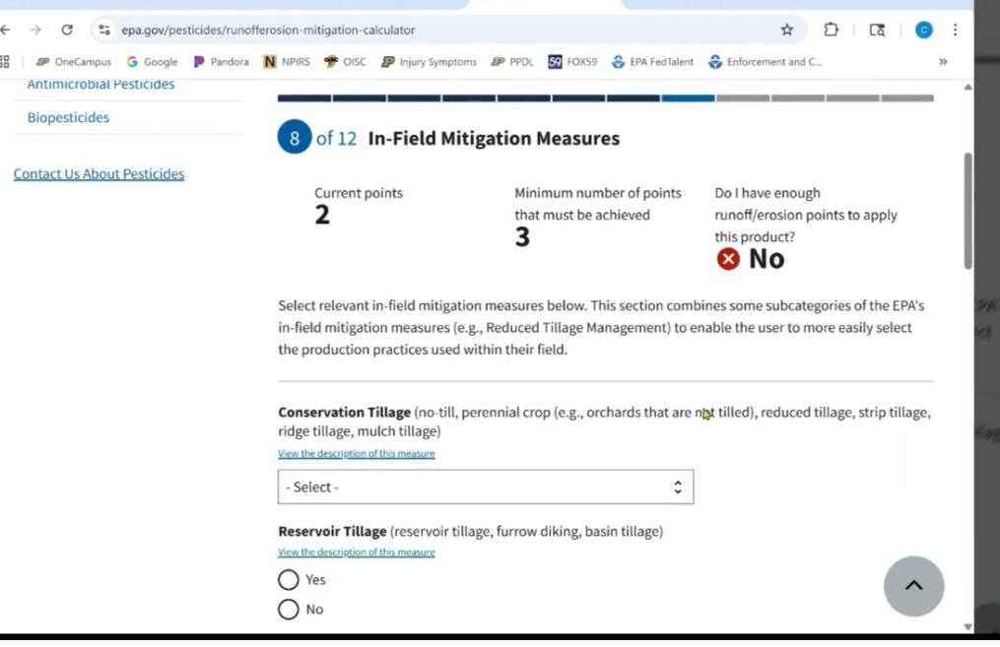 epa.gov/pesticides/runofferosion-mitigation-calculator
C
OneCampus Google Pandora NPIRS OISC Injury Symptoms PPDL FOX59 EPA FedTalent Enforcement and C... »
Antimicrobial Pesticides
Biopesticides
Contact Us About Pesticides
8 of 12 In-Field Mitigation Measures
Current points
2
Minimum number of points
that must be achieved
3
Do I have enough
runoff/erosion points to apply
this product?
No
Select relevant in-field mitigation measures below. This section combines some subcategories of the EPA's
in-field mitigation measures (e.g., Reduced Tillage Management) to enable the user to more easily select
the production practices used within their field.
Conservation Tillage (no-till, perennial crop (e.g., orchards that are not tilled), reduced tillage, strip tillage,
ridge tillage, mulch tillage)
View the description of this measure
- Select -
Reservoir Tillage (reservoir tillage, furrow diking, basin tillage)
View the description of this measure
Yes
No